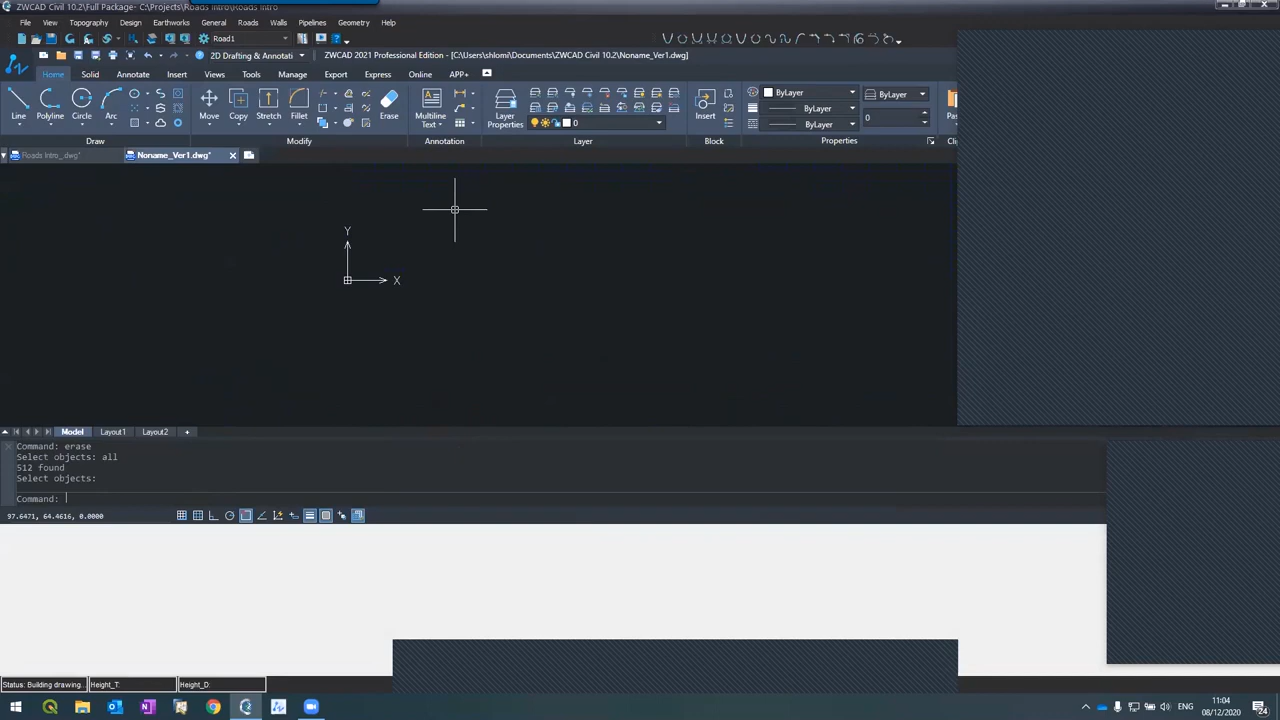 ZWCAD Civil 10.2\Full Package- C:\Projects\Roads Intro\Roads Intro
File View Topography Design Earthworks General Roads Walls Pipelines Geometry Help
Road1
2D Drafting & Annotati
ZWCAD 2021 Professional Edition - [C:\Users\shlomi\Documents\ZWCAD Civil 10.2\Noname_Ver1.dwg]
Home Solid Annotate Insert Views Tools Manage Export Express Online APP+
ByLayer
ByLayer
ByLayer
ByLayer
0
0
Line Polyline Circle Arc Move Copy Stretch Fillet Erase Multiline Text Layer Properties Insert
Draw Modify Annotation Layer Block Properties
Roads Intro_.dwg* Noname_Ver1.dwg*
Y
X
Model Layout1 Layout2 +
Command: erase
Select objects: all
512 found
Select objects:
Command:
97.6471, 64.4616, 0.0000
Status: Building drawing... Height_T: Height_D:
ENG
11:04
08/12/2020
24